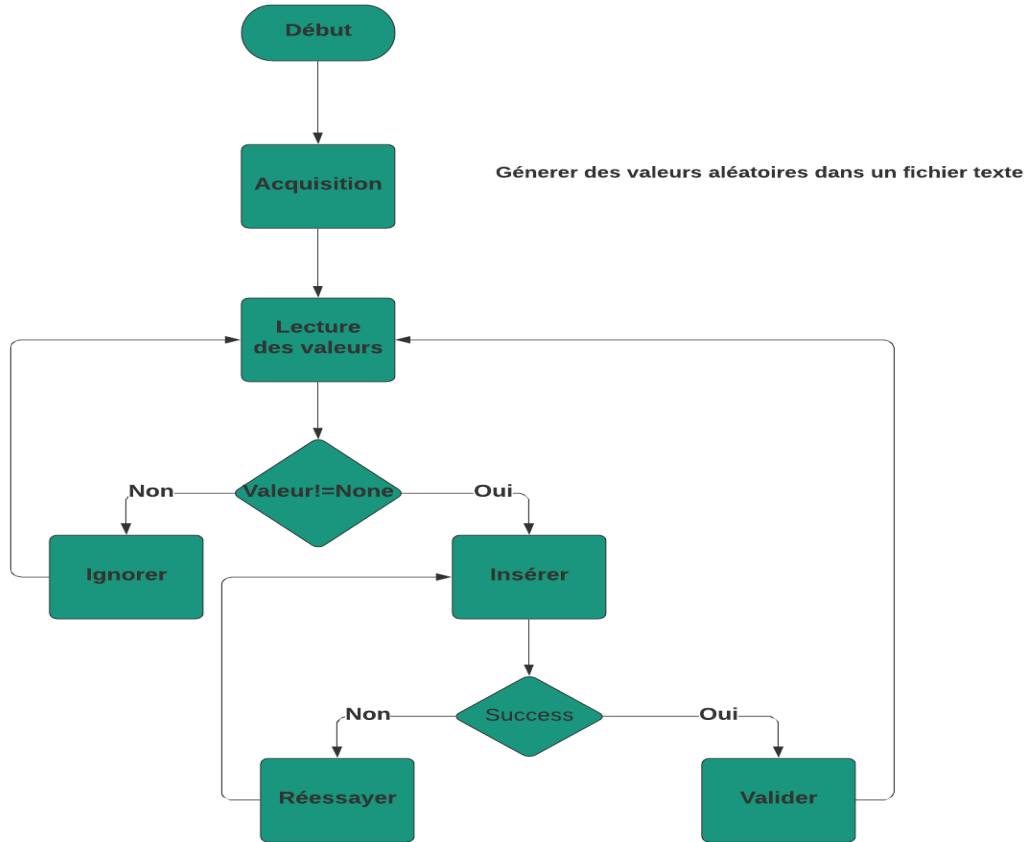 Début
Acquisition
Génerer des valeurs aléatoires dans un fichier texte
Lecture
des valeurs
Non
Valeur!=None
Oui
Ignorer
Insérer
Non
Success
Oui
Réessayer
Valider